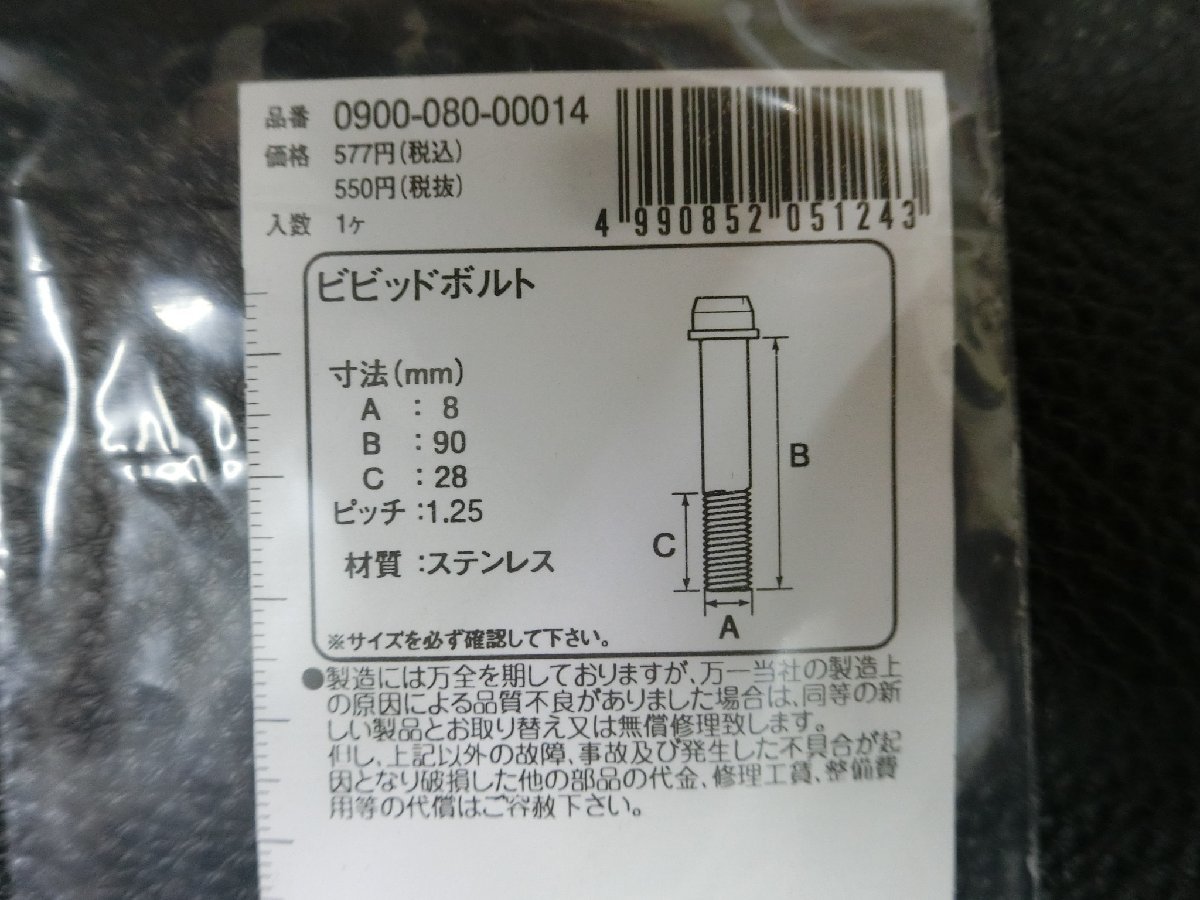 品番 0900-080-00014
価格 577円(税込)
550円(税抜)
入数 1ヶ
4 990852 051243
ビビッドボルト
寸法(mm)
A : 8
B : 90
C : 28
ピッチ :1.25
材質 :ステンレス
B
C
A
※サイズを必ず確認して下さい。
●製造には万全を期しておりますが、万一当社の製造上
の原因による品質不良がありました場合は、同等の新
しい製品とお取り替え又は無償修理致します。
但し、上記以外の故障、事故及び発生した不具合が起
因となり破損した他の部品の代金、修理工賃、整備費
用等の代償はご容赦下さい。